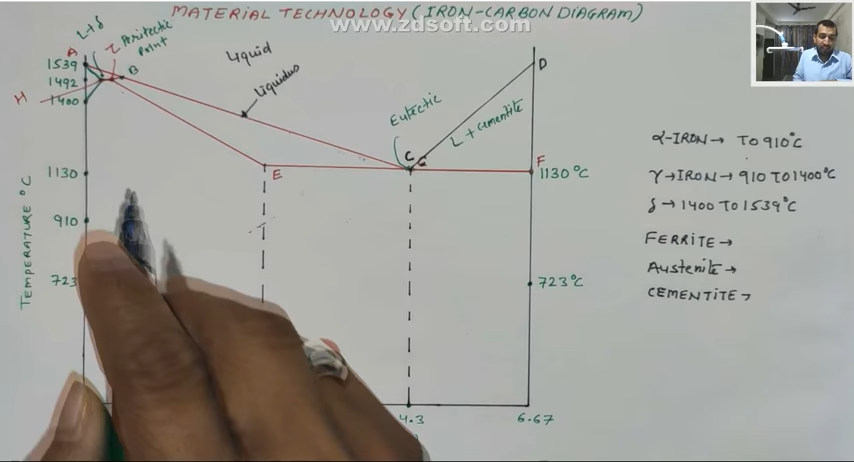 MATERIAL TECHNOLOGY (IRON-CARBON DIAGRAM)
www.zdsoft.com
L+δ
Peritectic
Point
A
B
H
1539
1492
1400
1130
910
723
TEMPERATURE °C
Liquid
Liquidus
Eutectic
L + cementite
C
D
E
F
1130°C
723°C
4.3
6.67
α-IRON→ TO 910°C
γ→IRON→ 910 TO 1400°C
δ → 1400 TO 1539°C
FERRITE→
Austenite→
CEMENTITE→